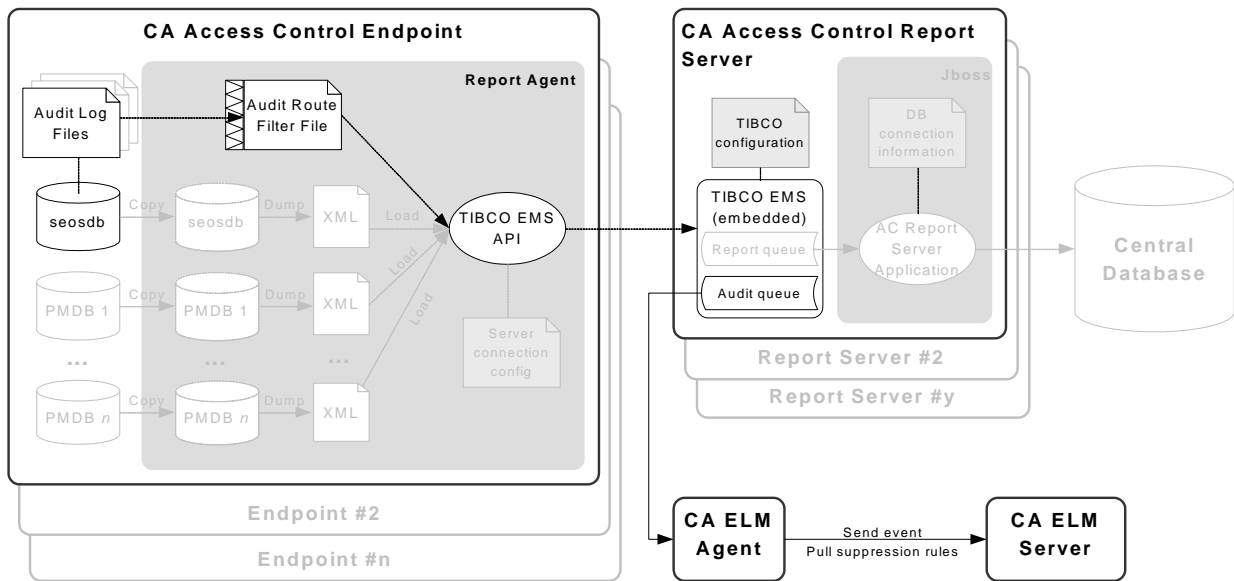 CA Access Control Endpoint
Report Agent
Audit Log
Files
Audit Route
Filter File
seosdb
Copy
seosdb
Dump
XML
Load
TIBCO EMS
API
PMDB 1
Copy
PMDB 1
Dump
XML
Load
...
...
...
Load
Server
connection
config
PMDB n
Copy
PMDB n
Dump
XML
Endpoint #2
Endpoint #n
CA Access Control Report
Server
Jboss
TIBCO
configuration
DB
connection
information
TIBCO EMS
(embedded)
Report queue
Audit queue
AC Report
Server
Application
Central
Database
Report Server #2
Report Server #y
CA ELM
Agent
Send event
Pull suppression rules
CA ELM
Server